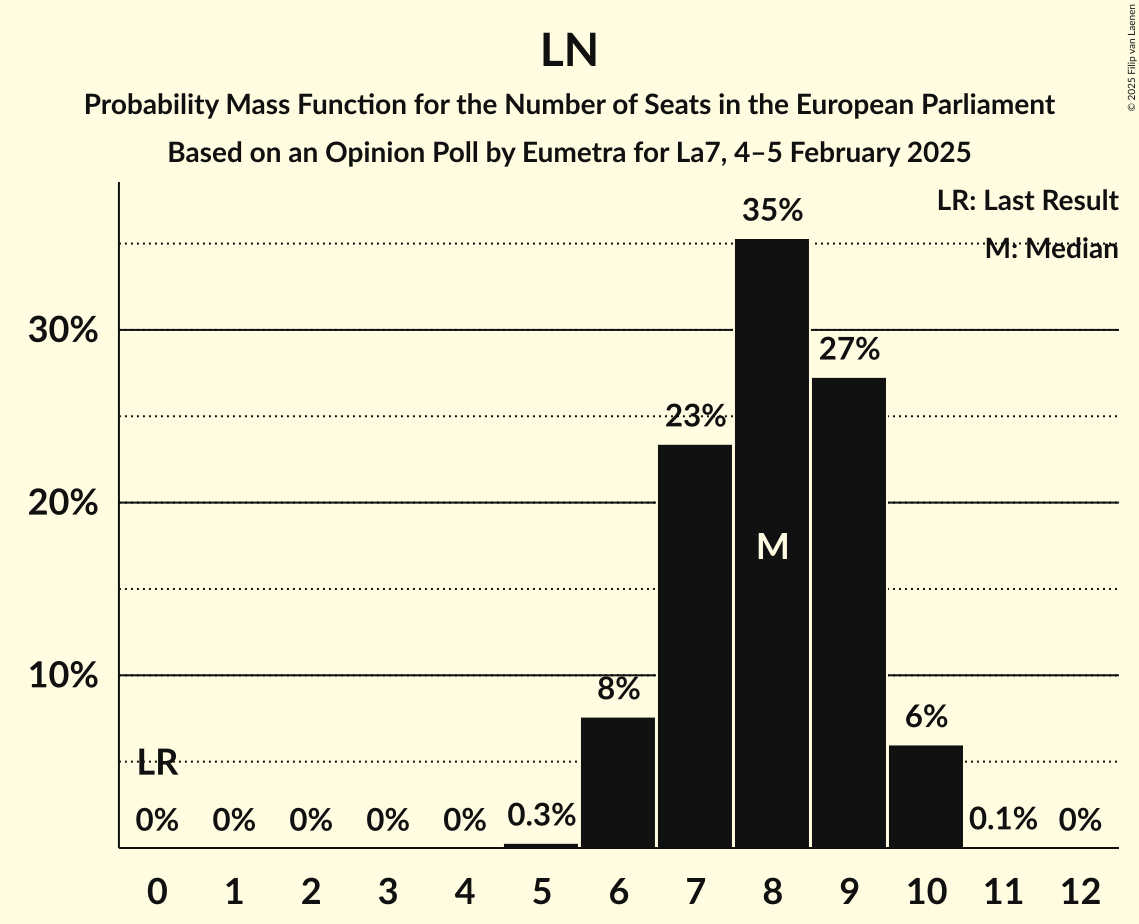 LN
Probability Mass Function for the Number of Seats in the European Parliament
Based on an Opinion Poll by Eumetra for La7, 4–5 February 2025
© 2025 Filip van Laenen
LR: Last Result
M: Median
35%
30%
27%
23%
20%
M
10%
8%
6%
LR
0%
0%
0%
0%
0%
0.3%
0.1%
0%
0 1 2 3 4 5 6 7 8 9 10 11 12